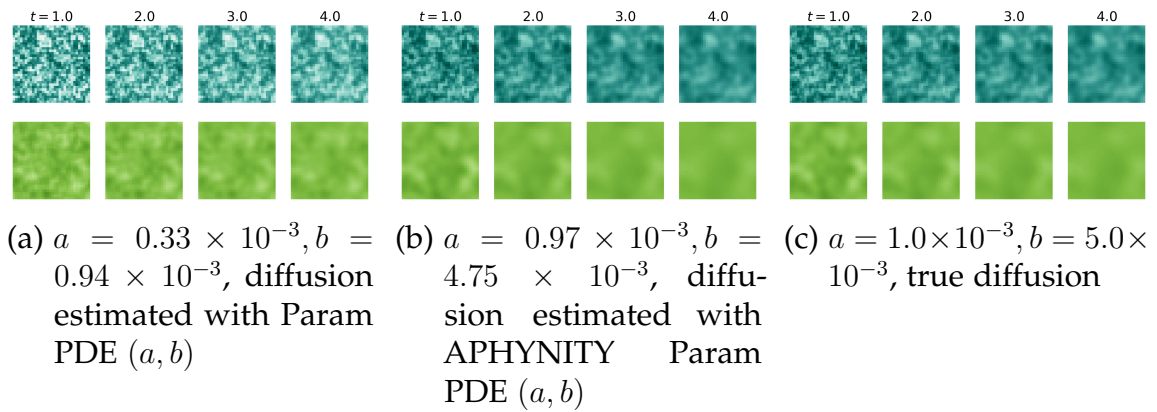 t = 1.0 2.0 3.0 4.0
t = 1.0 2.0 3.0 4.0
t = 1.0 2.0 3.0 4.0
(a) a = 0.33 × 10⁻³, b =
0.94 × 10⁻³, diffusion
estimated with Param
PDE (a, b)
(b) a = 0.97 × 10⁻³, b =
4.75 × 10⁻³, diffu-
sion estimated with
APHYNITY Param
PDE (a, b)
(c) a = 1.0×10⁻³, b = 5.0×
10⁻³, true diffusion